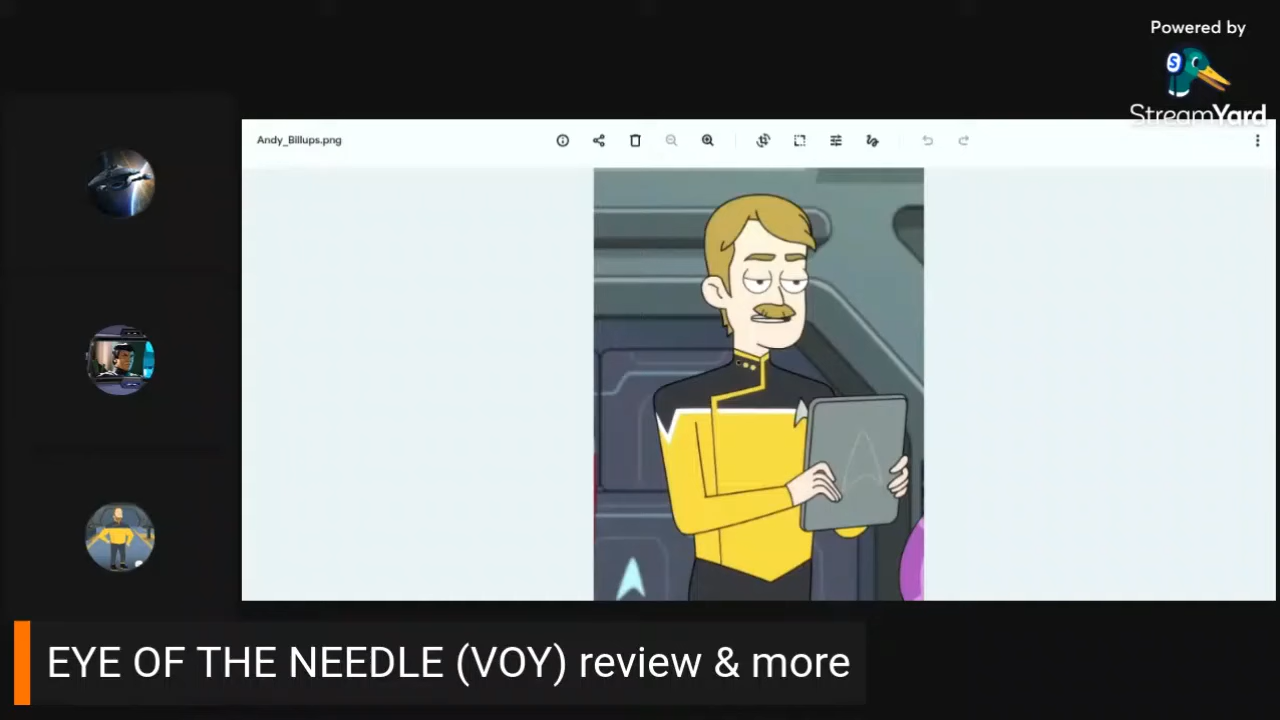 Powered by
StreamYard
Andy_Billups.png
EYE OF THE NEEDLE (VOY) review & more